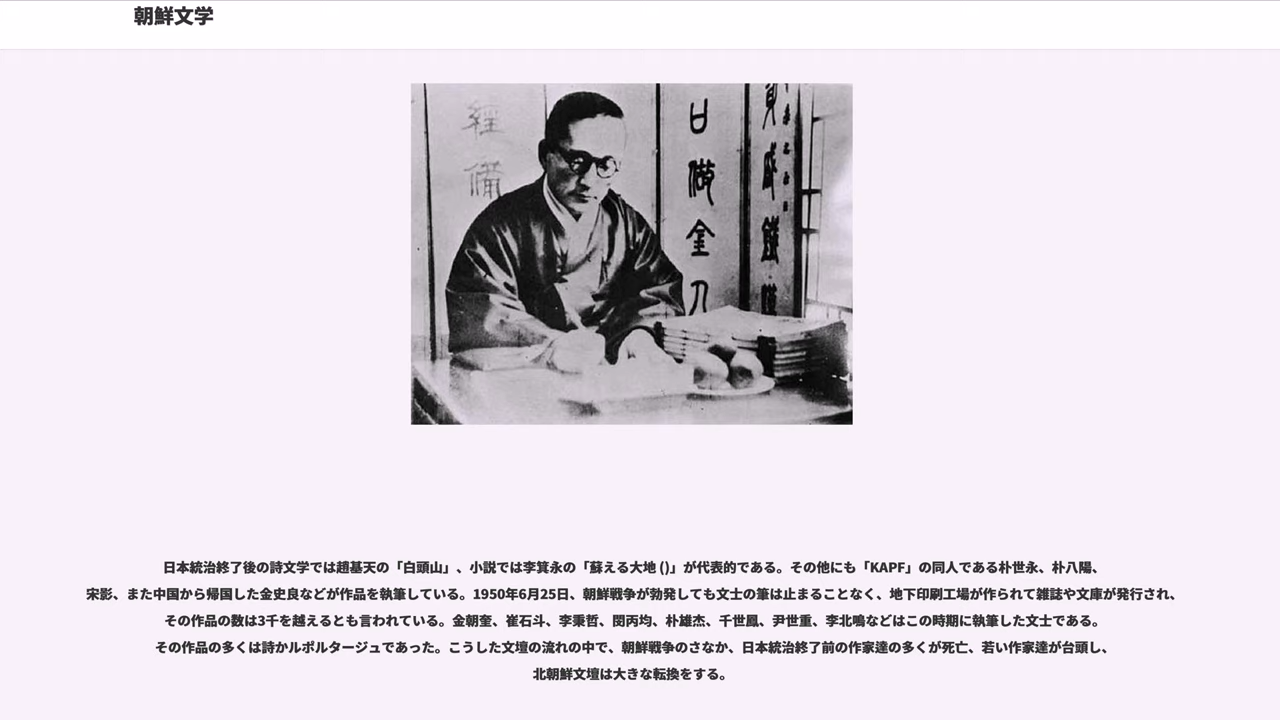 朝鮮文学
經
備
口
做
金
刀
日本統治終了後の詩文学では趙基天の「白頭山」、小説では李箕永の「蘇える大地 ()」が代表的である。その他にも「KAPF」の同人である朴世永、朴八陽、
宋影、また中国から帰国した金史良などが作品を執筆している。1950年6月25日、朝鮮戦争が勃発しても文士の筆は止まることなく、地下印刷工場が作られて雑誌や文庫が発行され、
その作品の数は3千を越えるとも言われている。金朝奎、崔石斗、李秉哲、閔丙均、朴雄杰、千世鳳、尹世重、李北鳴などはこの時期に執筆した文士である。
その作品の多くは詩かルポルタージュであった。こうした文壇の流れの中で、朝鮮戦争のさなか、日本統治終了前の作家達の多くが死亡、若い作家達が台頭し、
北朝鮮文壇は大きな転換をする。